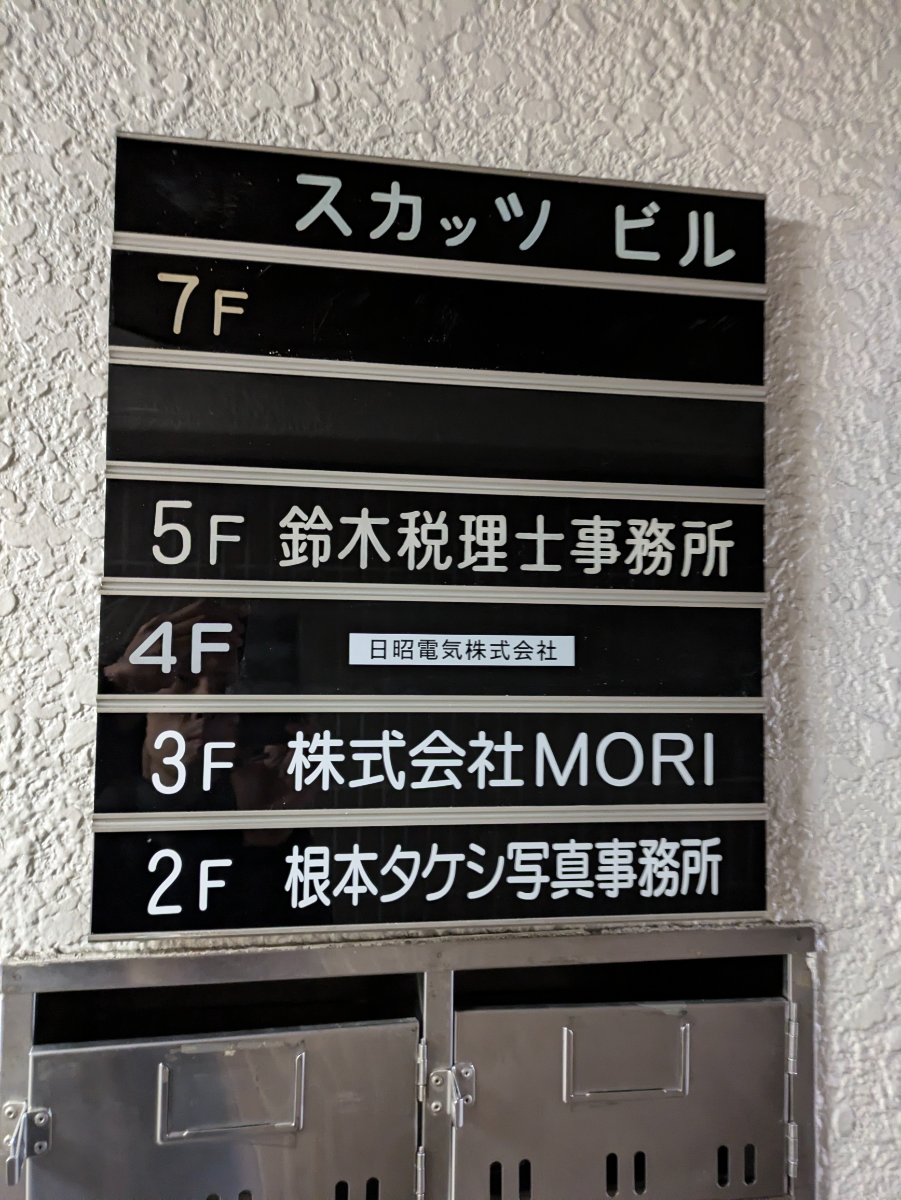 スカッツ ビル
7F
5F 鈴木税理士事務所
4F 日昭電気株式会社
3F 株式会社MORI
2F 根本タケシ写真事務所